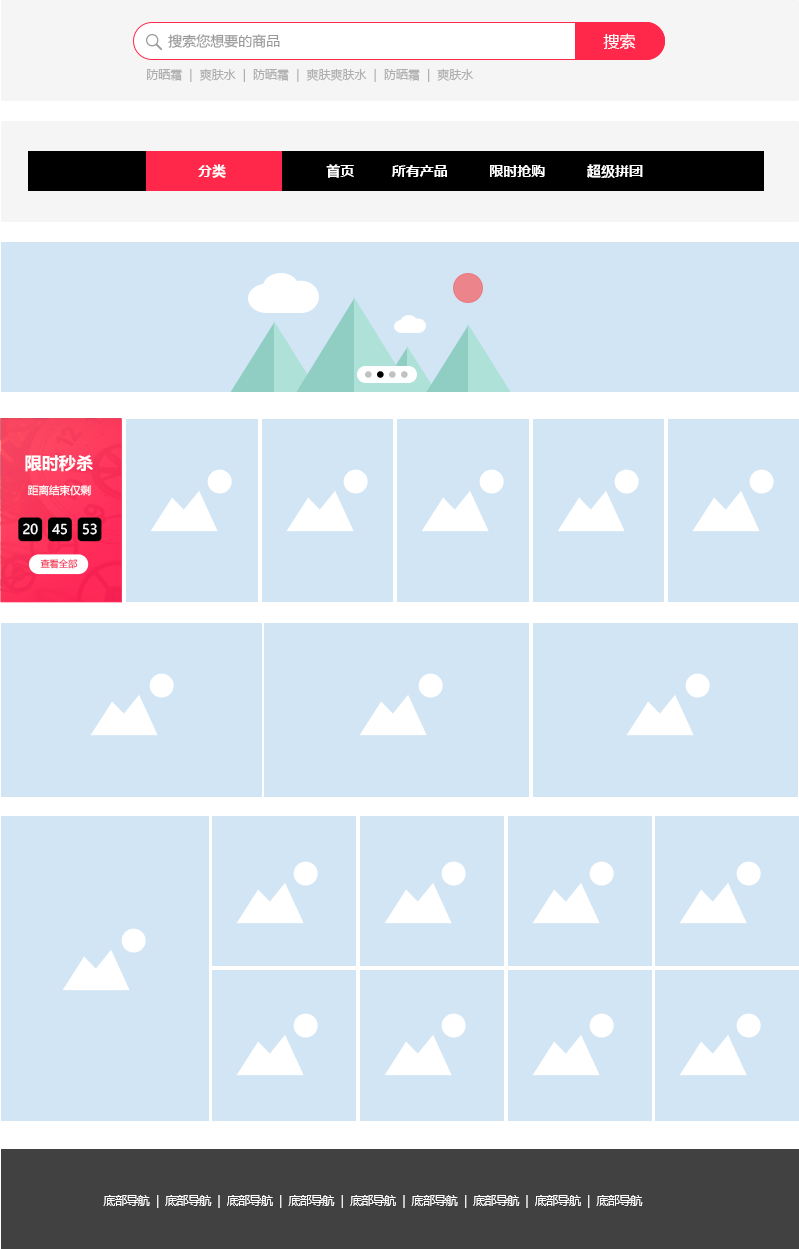 搜索您想要的商品 搜索
防晒霜 | 爽肤水 | 防晒霜 | 爽肤爽肤水 | 防晒霜 | 爽肤水
分类 首页 所有产品 限时抢购 超级拼团
限时秒杀
距离结束仅剩
20 45 53
查看全部
底部导航 | 底部导航 | 底部导航 | 底部导航 | 底部导航 | 底部导航 | 底部导航 | 底部导航 | 底部导航